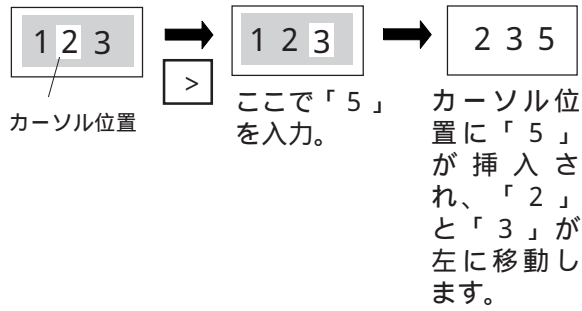 1 2 3
カーソル位置
>
1 2 3
ここで「5」
を入力。
2 3 5
カーソル位
置に「5」
が挿入さ
れ、「2」
と「3」が
左に移動し
ます。